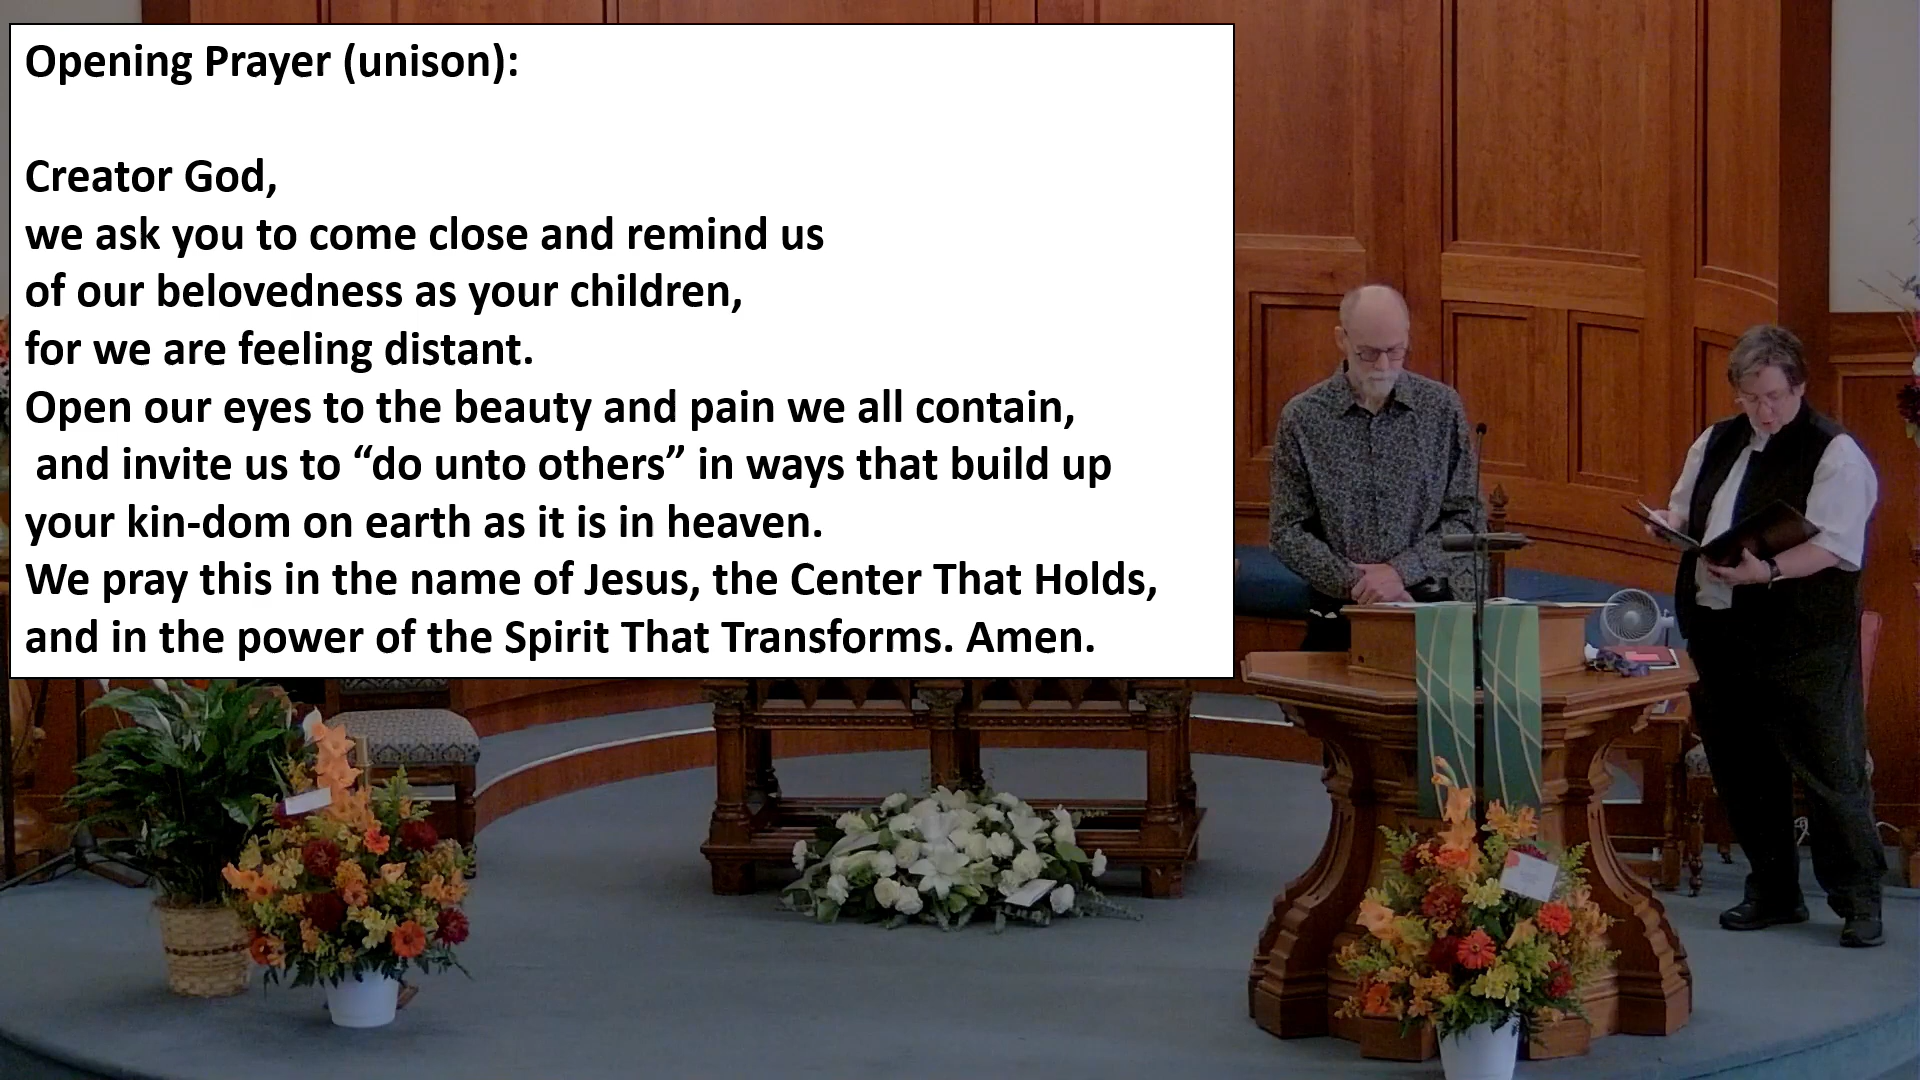 Opening Prayer (unison):
Creator God,
we ask you to come close and remind us
of our belovedness as your children,
for we are feeling distant.
Open our eyes to the beauty and pain we all contain,
and invite us to “do unto others” in ways that build up
your kin-dom on earth as it is in heaven.
We pray this in the name of Jesus, the Center That Holds,
and in the power of the Spirit That Transforms. Amen.